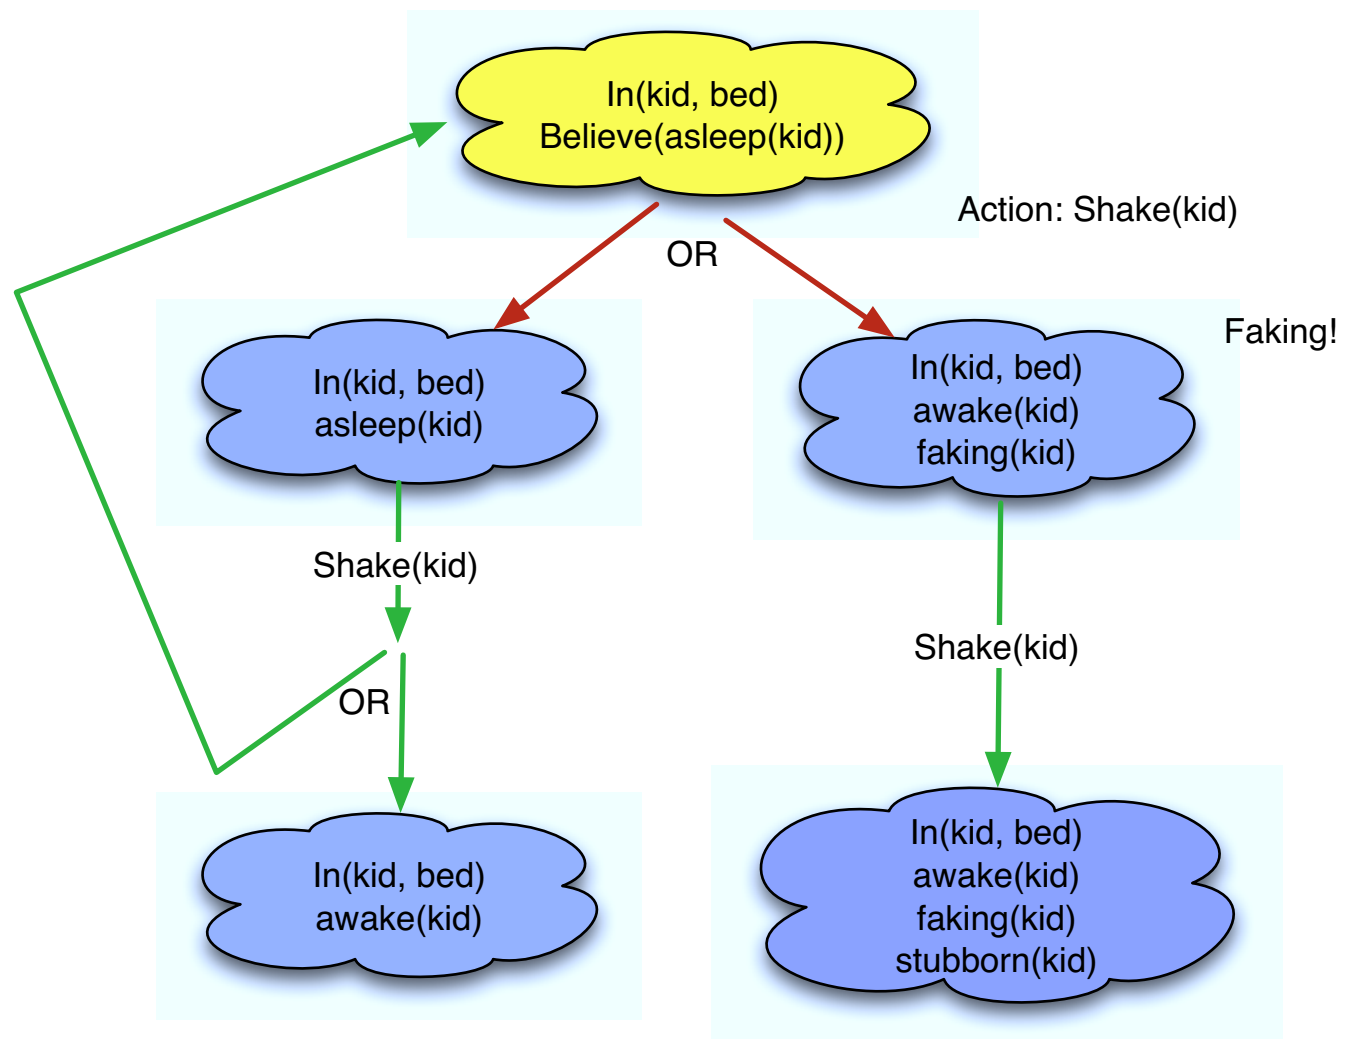 In(kid, bed)
Believe(asleep(kid))
Action: Shake(kid)
OR
Faking!
In(kid, bed)
asleep(kid)
In(kid, bed)
awake(kid)
faking(kid)
Shake(kid)
Shake(kid)
OR
In(kid, bed)
awake(kid)
In(kid, bed)
awake(kid)
faking(kid)
stubborn(kid)